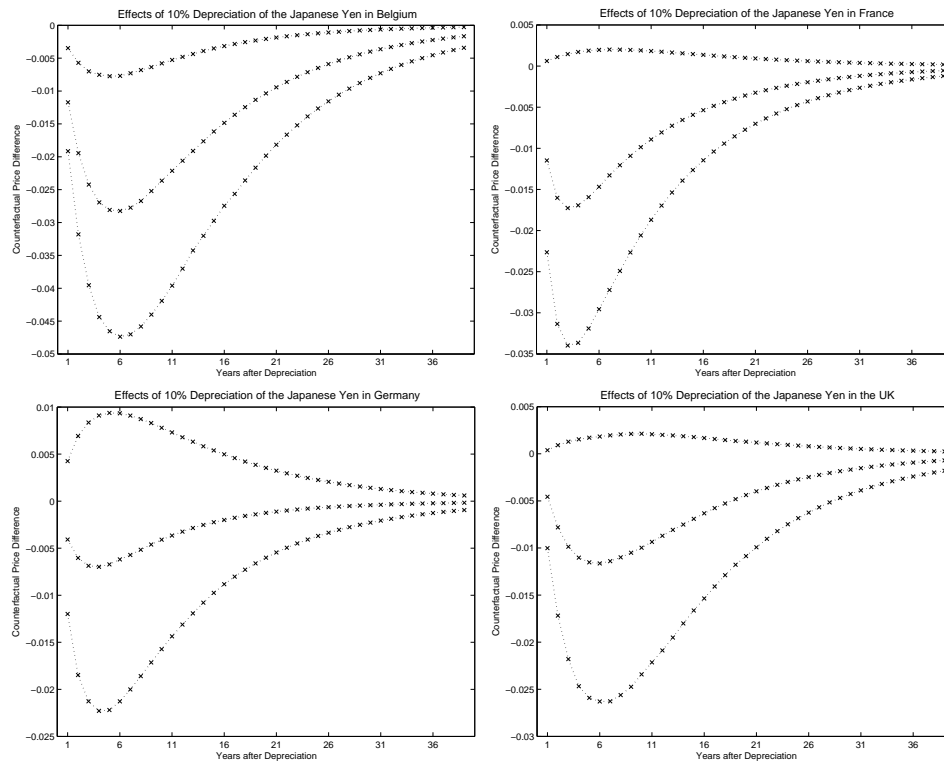 Effects of 10% Depreciation of the Japanese Yen in Belgium
0
−0.005
−0.01
−0.015
−0.02
−0.025
−0.03
−0.035
−0.04
−0.045
−0.05
Counterfactual Price Difference
1 6 11 16 21 26 31 36
Years after Depreciation
Effects of 10% Depreciation of the Japanese Yen in France
0.005
0
−0.005
−0.01
−0.015
−0.02
−0.025
−0.03
−0.035
Counterfactual Price Difference
1 6 11 16 21 26 31 36
Years after Depreciation
Effects of 10% Depreciation of the Japanese Yen in Germany
0.01
0.005
0
−0.005
−0.01
−0.015
−0.02
−0.025
Counterfactual Price Difference
1 6 11 16 21 26 31 36
Years after Depreciation
Effects of 10% Depreciation of the Japanese Yen in the UK
0.005
0
−0.005
−0.01
−0.015
−0.02
−0.025
−0.03
Counterfactual Price Difference
1 6 11 16 21 26 31 36
Years after Depreciation